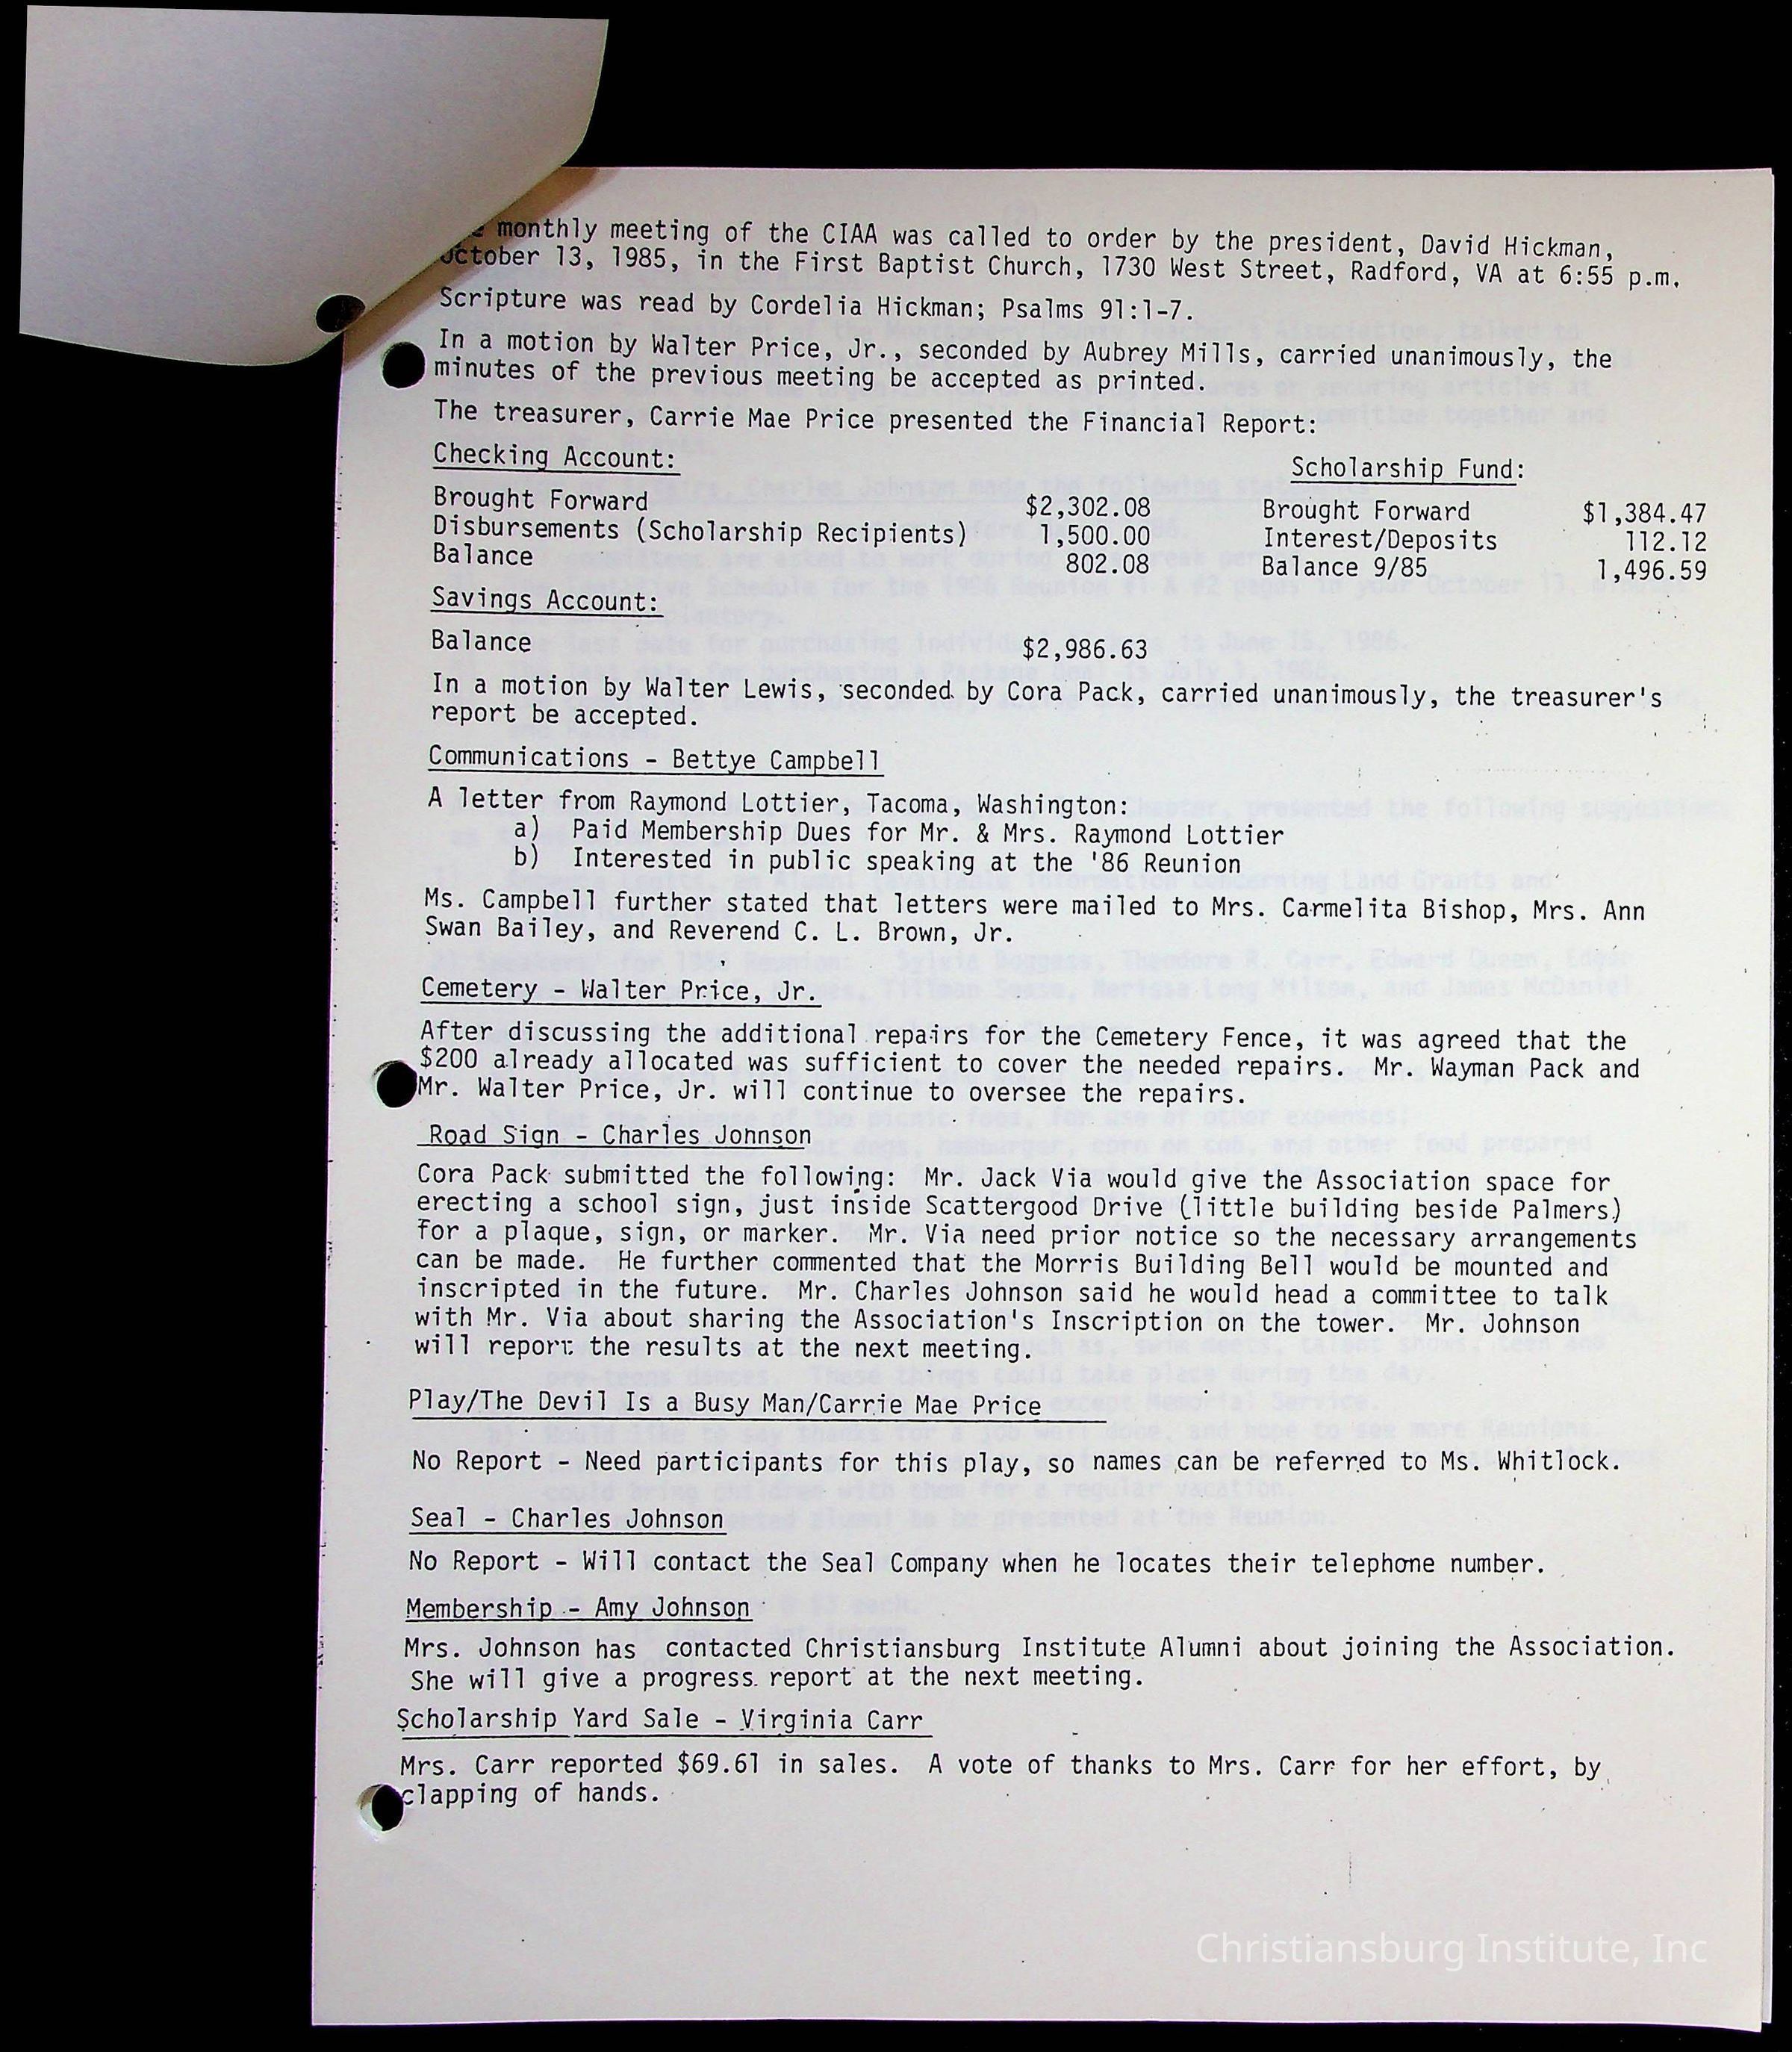 monthly meeting of the CIAA was called to order by the president, David Hickman,
October 13, 1985, in the First Baptist Church, 1730 West Street, Radford, VA at 6:55 p.m.
Scripture was read by Cordelia Hickman; Psalms 91:1-7.
In a motion by Walter Price, Jr., seconded by Aubrey Mills, carried unanimously, the
minutes of the previous meeting be accepted as printed.
The treasurer, Carrie Mae Price presented the Financial Report:
Checking Account: Scholarship Fund:
Brought Forward $2,302.08 Brought Forward $1,384.47
Disbursements (Scholarship Recipients) 1,500.00 Interest/Deposits 112.12
Balance 802.08 Balance 9/85 1,496.59
Savings Account:
Balance $2,986.63
In a motion by Walter Lewis, seconded by Cora Pack, carried unanimously, the treasurer's
report be accepted.
Communications - Bettye Campbell
A letter from Raymond Lottier, Tacoma, Washington:
a) Paid Membership Dues for Mr. & Mrs. Raymond Lottier
b) Interested in public speaking at the '86 Reunion
Ms. Campbell further stated that letters were mailed to Mrs. Carmelita Bishop, Mrs. Ann
Swan Bailey, and Reverend C. L. Brown, Jr.
Cemetery - Walter Price, Jr.
After discussing the additional repairs for the Cemetery Fence, it was agreed that the
$200 already allocated was sufficient to cover the needed repairs. Mr. Wayman Pack and
Mr. Walter Price, Jr. will continue to oversee the repairs.
Road Sign - Charles Johnson
Cora Pack submitted the following: Mr. Jack Via would give the Association space for
erecting a school sign, just inside Scattergood Drive (little building beside Palmers)
for a plaque, sign, or marker. Mr. Via need prior notice so the necessary arrangements
can be made. He further commented that the Morris Building Bell would be mounted and
inscripted in the future. Mr. Charles Johnson said he would head a committee to talk
with Mr. Via about sharing the Association's Inscription on the tower. Mr. Johnson
will report the results at the next meeting.
Play/The Devil Is a Busy Man/Carrie Mae Price
No Report - Need participants for this play, so names can be referred to Ms. Whitlock.
Seal - Charles Johnson
No Report - Will contact the Seal Company when he locates their telephone number.
Membership - Amy Johnson
Mrs. Johnson has contacted Christiansburg Institute Alumni about joining the Association.
She will give a progress report at the next meeting.
Scholarship Yard Sale - Virginia Carr
Mrs. Carr reported $69.61 in sales. A vote of thanks to Mrs. Carr for her effort, by
clapping of hands.
Christiansburg Institute, Inc